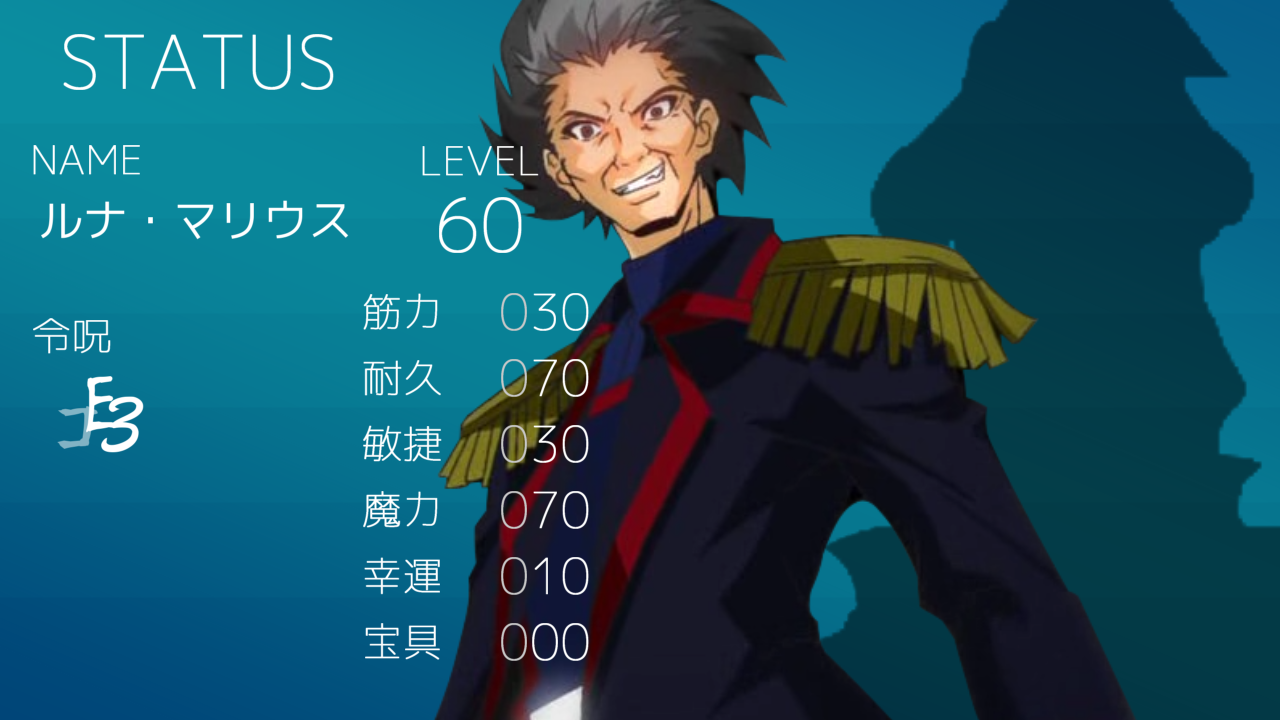 STATUS
NAME
LEVEL
ルナ・マリウス
60
令呪
筋力 030
耐久 070
敏捷 030
魔力 070
幸運 010
宝具 000